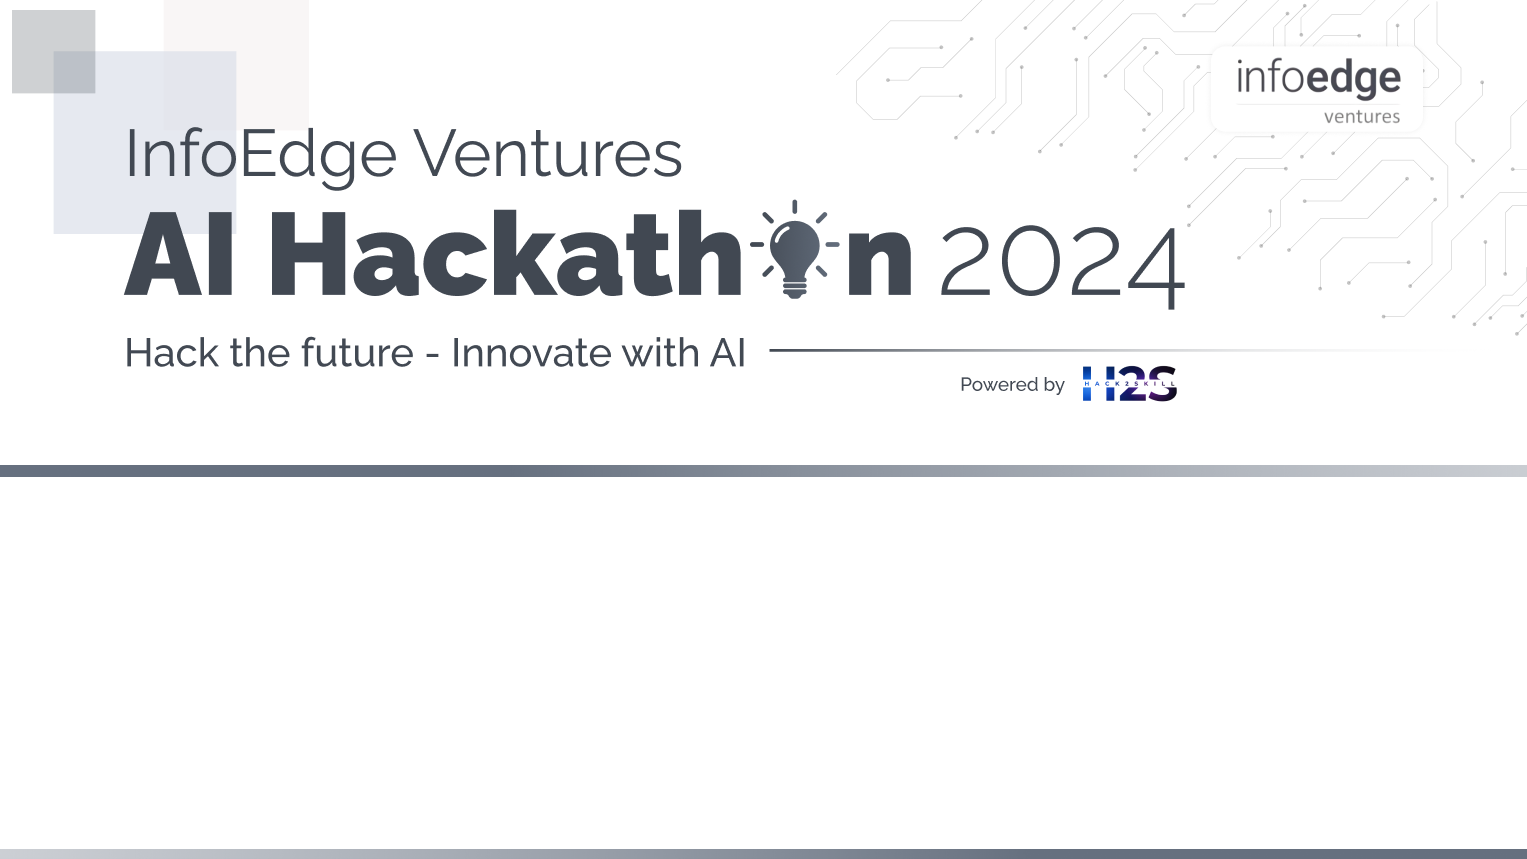 infoedge
ventures
InfoEdge Ventures
AI Hackathon 2024
Hack the future - Innovate with AI
Powered by H2S
HACK2SKILL